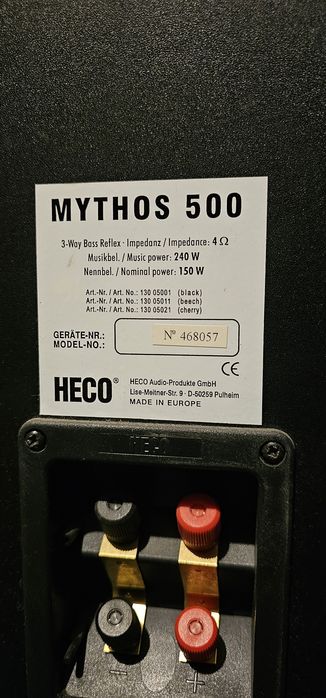 MYTHOS 500
3-Way Bass Reflex · Impedanz / Impedance: 4 Ω
Musikbel. / Music power: 240 W
Nennbel. / Nominal power: 150 W
Art.-Nr. / Art. No.: 130 05001 (black)
Art.-Nr. / Art. No.: 130 05011 (beech)
Art.-Nr. / Art. No.: 130 05021 (cherry)
GERÄTE-NR.:
MODEL-NO.:
Nº 468057
CE
HECO®
HECO Audio-Produkte GmbH
Lise-Meitner-Str. 9 · D-50259 Pulheim
MADE IN EUROPE
HECO
− +